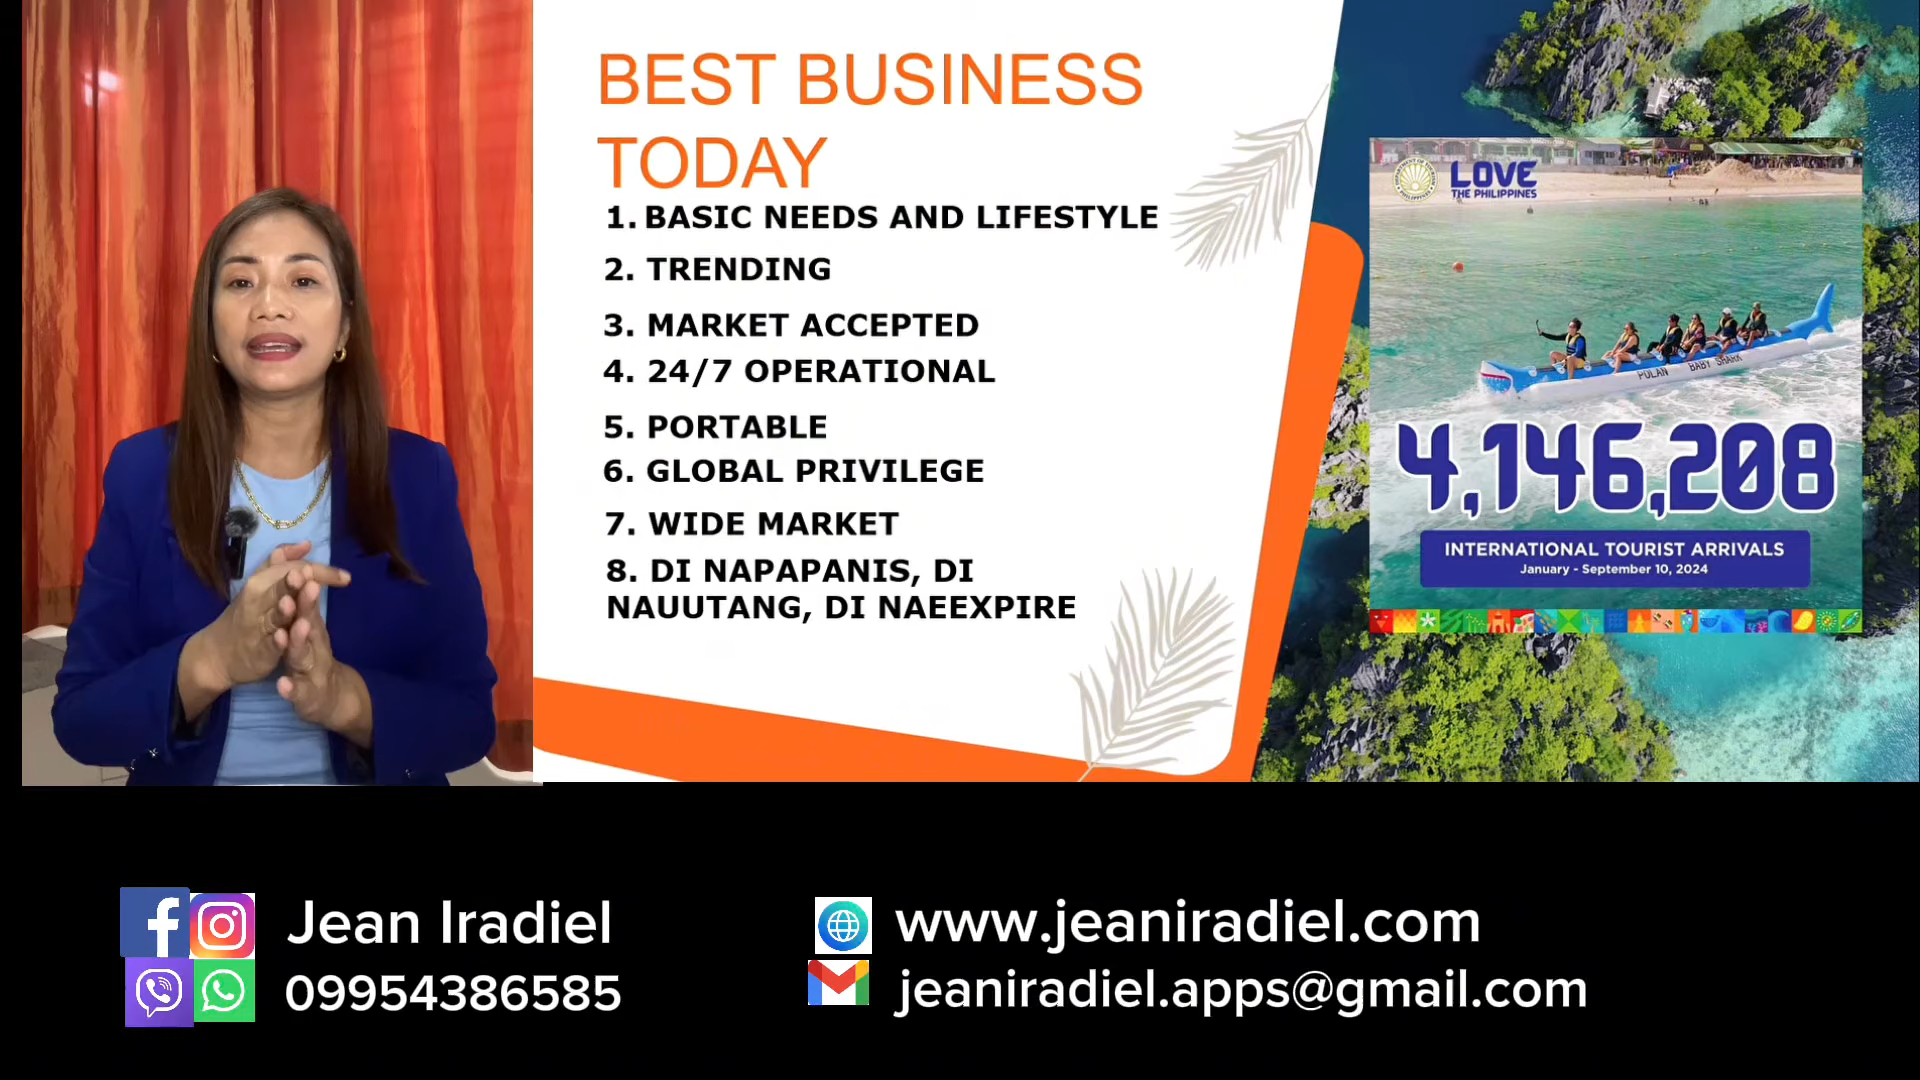 BEST BUSINESS
TODAY
1. BASIC NEEDS AND LIFESTYLE
2. TRENDING
3. MARKET ACCEPTED
4. 24/7 OPERATIONAL
5. PORTABLE
6. GLOBAL PRIVILEGE
7. WIDE MARKET
8. DI NAPAPANIS, DI
NAUUTANG, DI NAEEXPIRE
LOVE
THE PHILIPPINES
PULAN BABY SHARK
4,146,208
INTERNATIONAL TOURIST ARRIVALS
January - September 10, 2024
Jean Iradiel
09954386585
www.jeaniradiel.com
jeaniradiel.apps@gmail.com